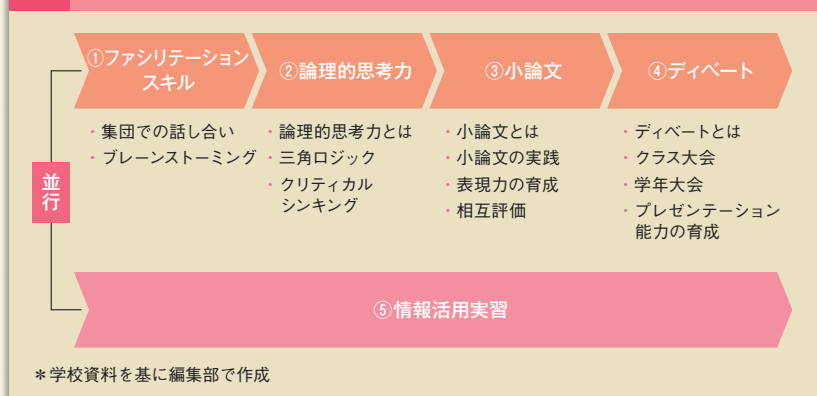 ①ファシリテーション
スキル
②論理的思考力
③小論文
④ディベート
・集団での話し合い
・ブレーンストーミング
・論理的思考力とは
・三角ロジック
・クリティカル
シンキング
・小論文とは
・小論文の実践
・表現力の育成
・相互評価
・ディベートとは
・クラス大会
・学年大会
・プレゼンテーション
能力の育成
並行
⑤情報活用実習
＊学校資料を基に編集部で作成